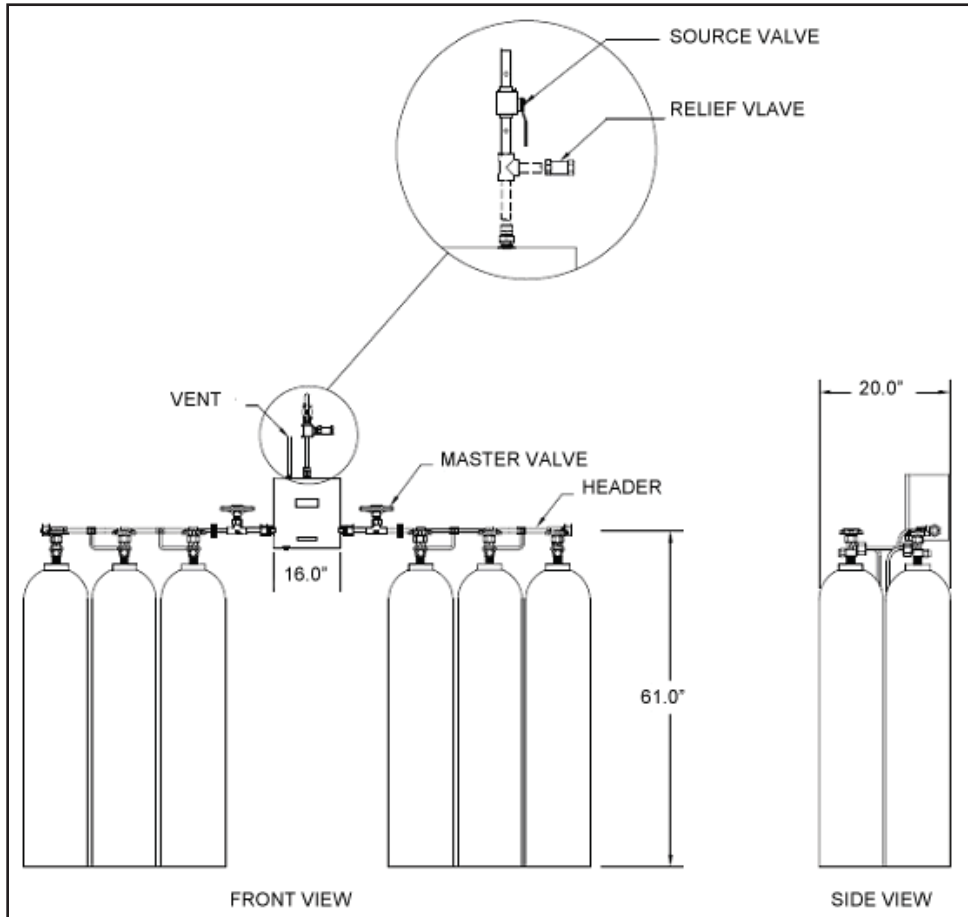 SOURCE VALVE
RELIEF VLAVE
VENT
20.0”
MASTER VALVE
HEADER
16.0”
61.0”
FRONT VIEW
SIDE VIEW